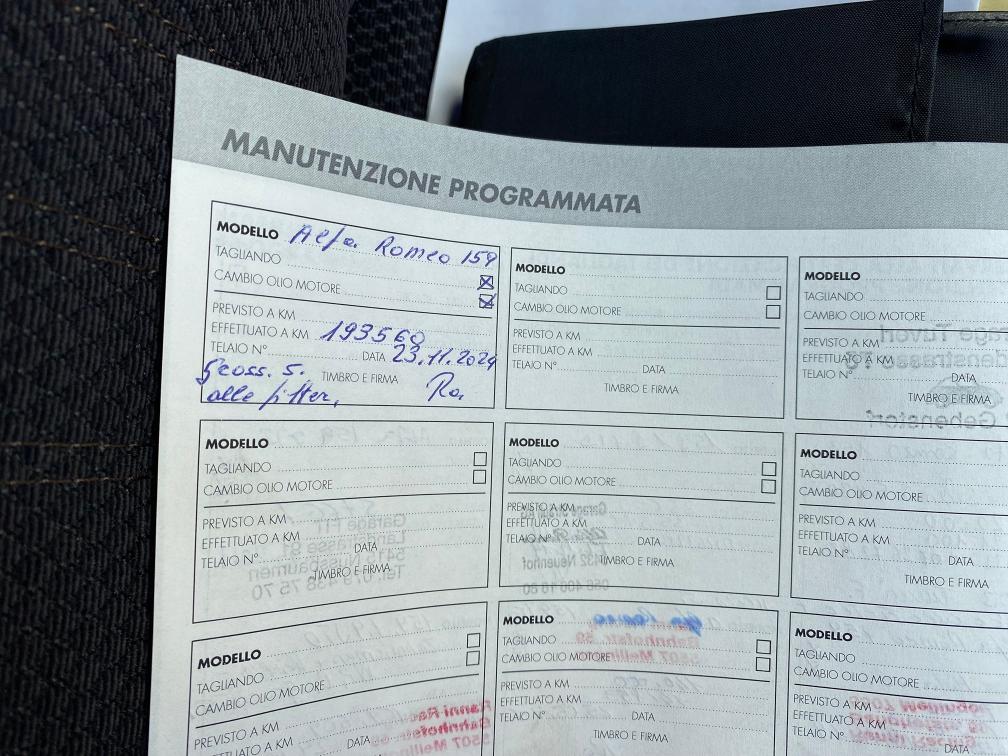 MANUTENZIONE PROGRAMMATA
MODELLO Alfa Romeo 159
TAGLIANDO
CAMBIO OLIO MOTORE
PREVISTO A KM
EFFETTUATO A KM 193560
TELAIO N° DATA 23.11.2024
Gross. S. TIMBRO E FIRMA
alle filter,
MODELLO
TAGLIANDO
CAMBIO OLIO MOTORE
PREVISTO A KM
EFFETTUATO A KM
TELAIO N° DATA
TIMBRO E FIRMA
MODELLO
TAGLIANDO
CAMBIO OLIO MOTORE
PREVISTO A KM
EFFETTUATO A KM
TELAIO N° DATA
TIMBRO E FIRMA
MODELLO
TAGLIANDO
CAMBIO OLIO MOTORE
PREVISTO A KM
EFFETTUATO A KM
TELAIO N° DATA
TIMBRO E FIRMA
MODELLO
TAGLIANDO
CAMBIO OLIO MOTORE
PREVISTO A KM
EFFETTUATO A KM
TELAIO N° DATA
TIMBRO E FIRMA
MODELLO
TAGLIANDO
CAMBIO OLIO MOTORE
PREVISTO A KM
EFFETTUATO A KM
TELAIO N° DATA
TIMBRO E FIRMA
MODELLO
TAGLIANDO
CAMBIO OLIO MOTORE
PREVISTO A KM
EFFETTUATO A KM
TELAIO N° DATA
MODELLO
TAGLIANDO
CAMBIO OLIO MOTORE
PREVISTO A KM
EFFETTUATO A KM
TELAIO N° DATA
TIMBRO E FIRMA
MODELLO
TAGLIANDO
CAMBIO OLIO MOTORE
PREVISTO A KM
EFFETTUATO A KM
TELAIO N° DATA